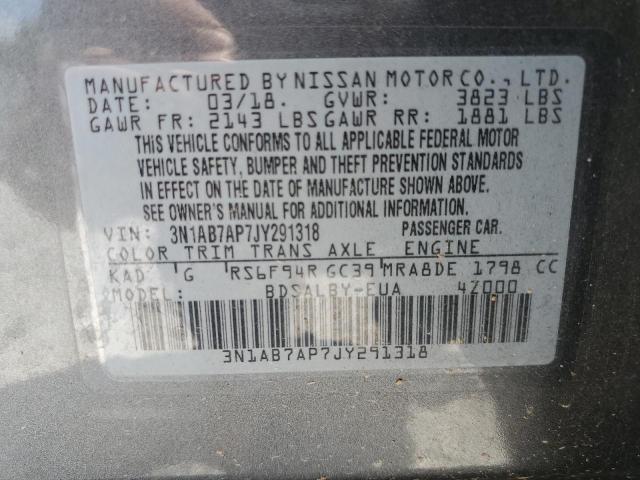 MANUFACTURED BY NISSAN MOTOR CO., LTD.
DATE: 03/18. GVWR: 3823 LBS
GAWR FR: 2143 LBS GAWR RR: 1881 LBS
THIS VEHICLE CONFORMS TO ALL APPLICABLE FEDERAL MOTOR
VEHICLE SAFETY, BUMPER AND THEFT PREVENTION STANDARDS
IN EFFECT ON THE DATE OF MANUFACTURE SHOWN ABOVE.
SEE OWNER'S MANUAL FOR ADDITIONAL INFORMATION.
VIN: 3N1AB7AP7JY291318 PASSENGER CAR.
COLOR TRIM TRANS AXLE ENGINE
KAD G RS6F94R GC39 MRA8DE 1798 CC
MODEL: BDSALBY-EUA 4Z000
3N1AB7AP7JY291318